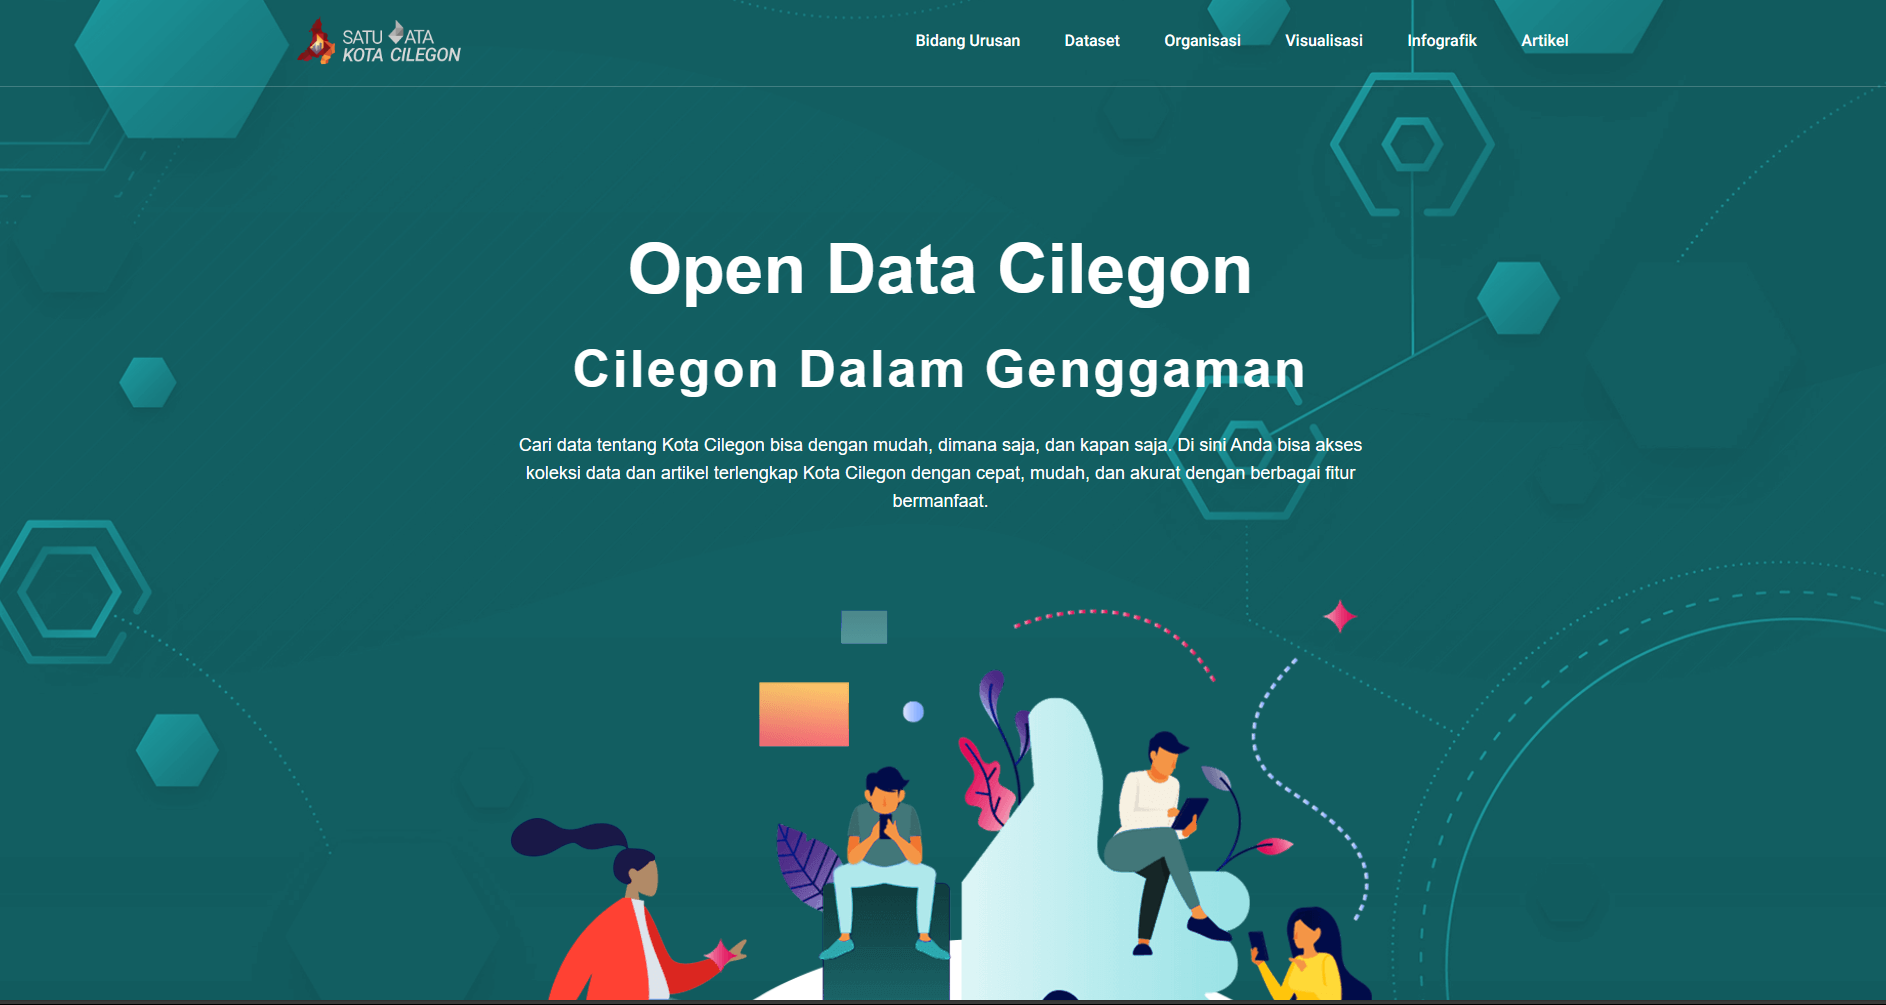 SATU DATA
KOTA CILEGON
Bidang Urusan
Dataset
Organisasi
Visualisasi
Infografik
Artikel
Open Data Cilegon
Cilegon Dalam Genggaman
Cari data tentang Kota Cilegon bisa dengan mudah, dimana saja, dan kapan saja. Di sini Anda bisa akses
koleksi data dan artikel terlengkap Kota Cilegon dengan cepat, mudah, dan akurat dengan berbagai fitur
bermanfaat.